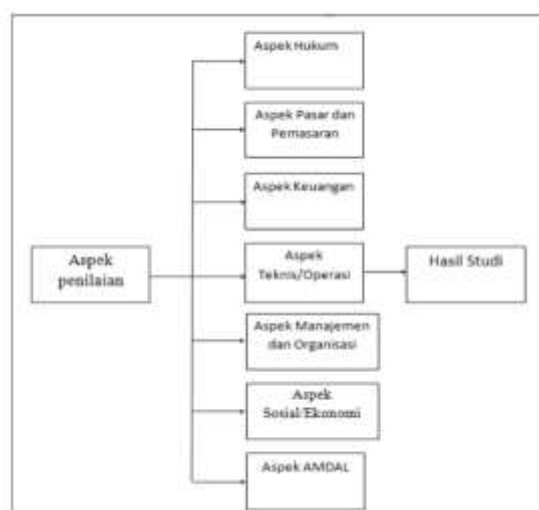 Aspek Hukum
Aspek Pasar dan
Pemasaran
Aspek Keuangan
Aspek
penilaian
Aspek
Teknis/Operasi
Hasil Studi
Aspek Manajemen
dan Organisasi
Aspek
Sosial/Ekonomi
Aspek AMDAL